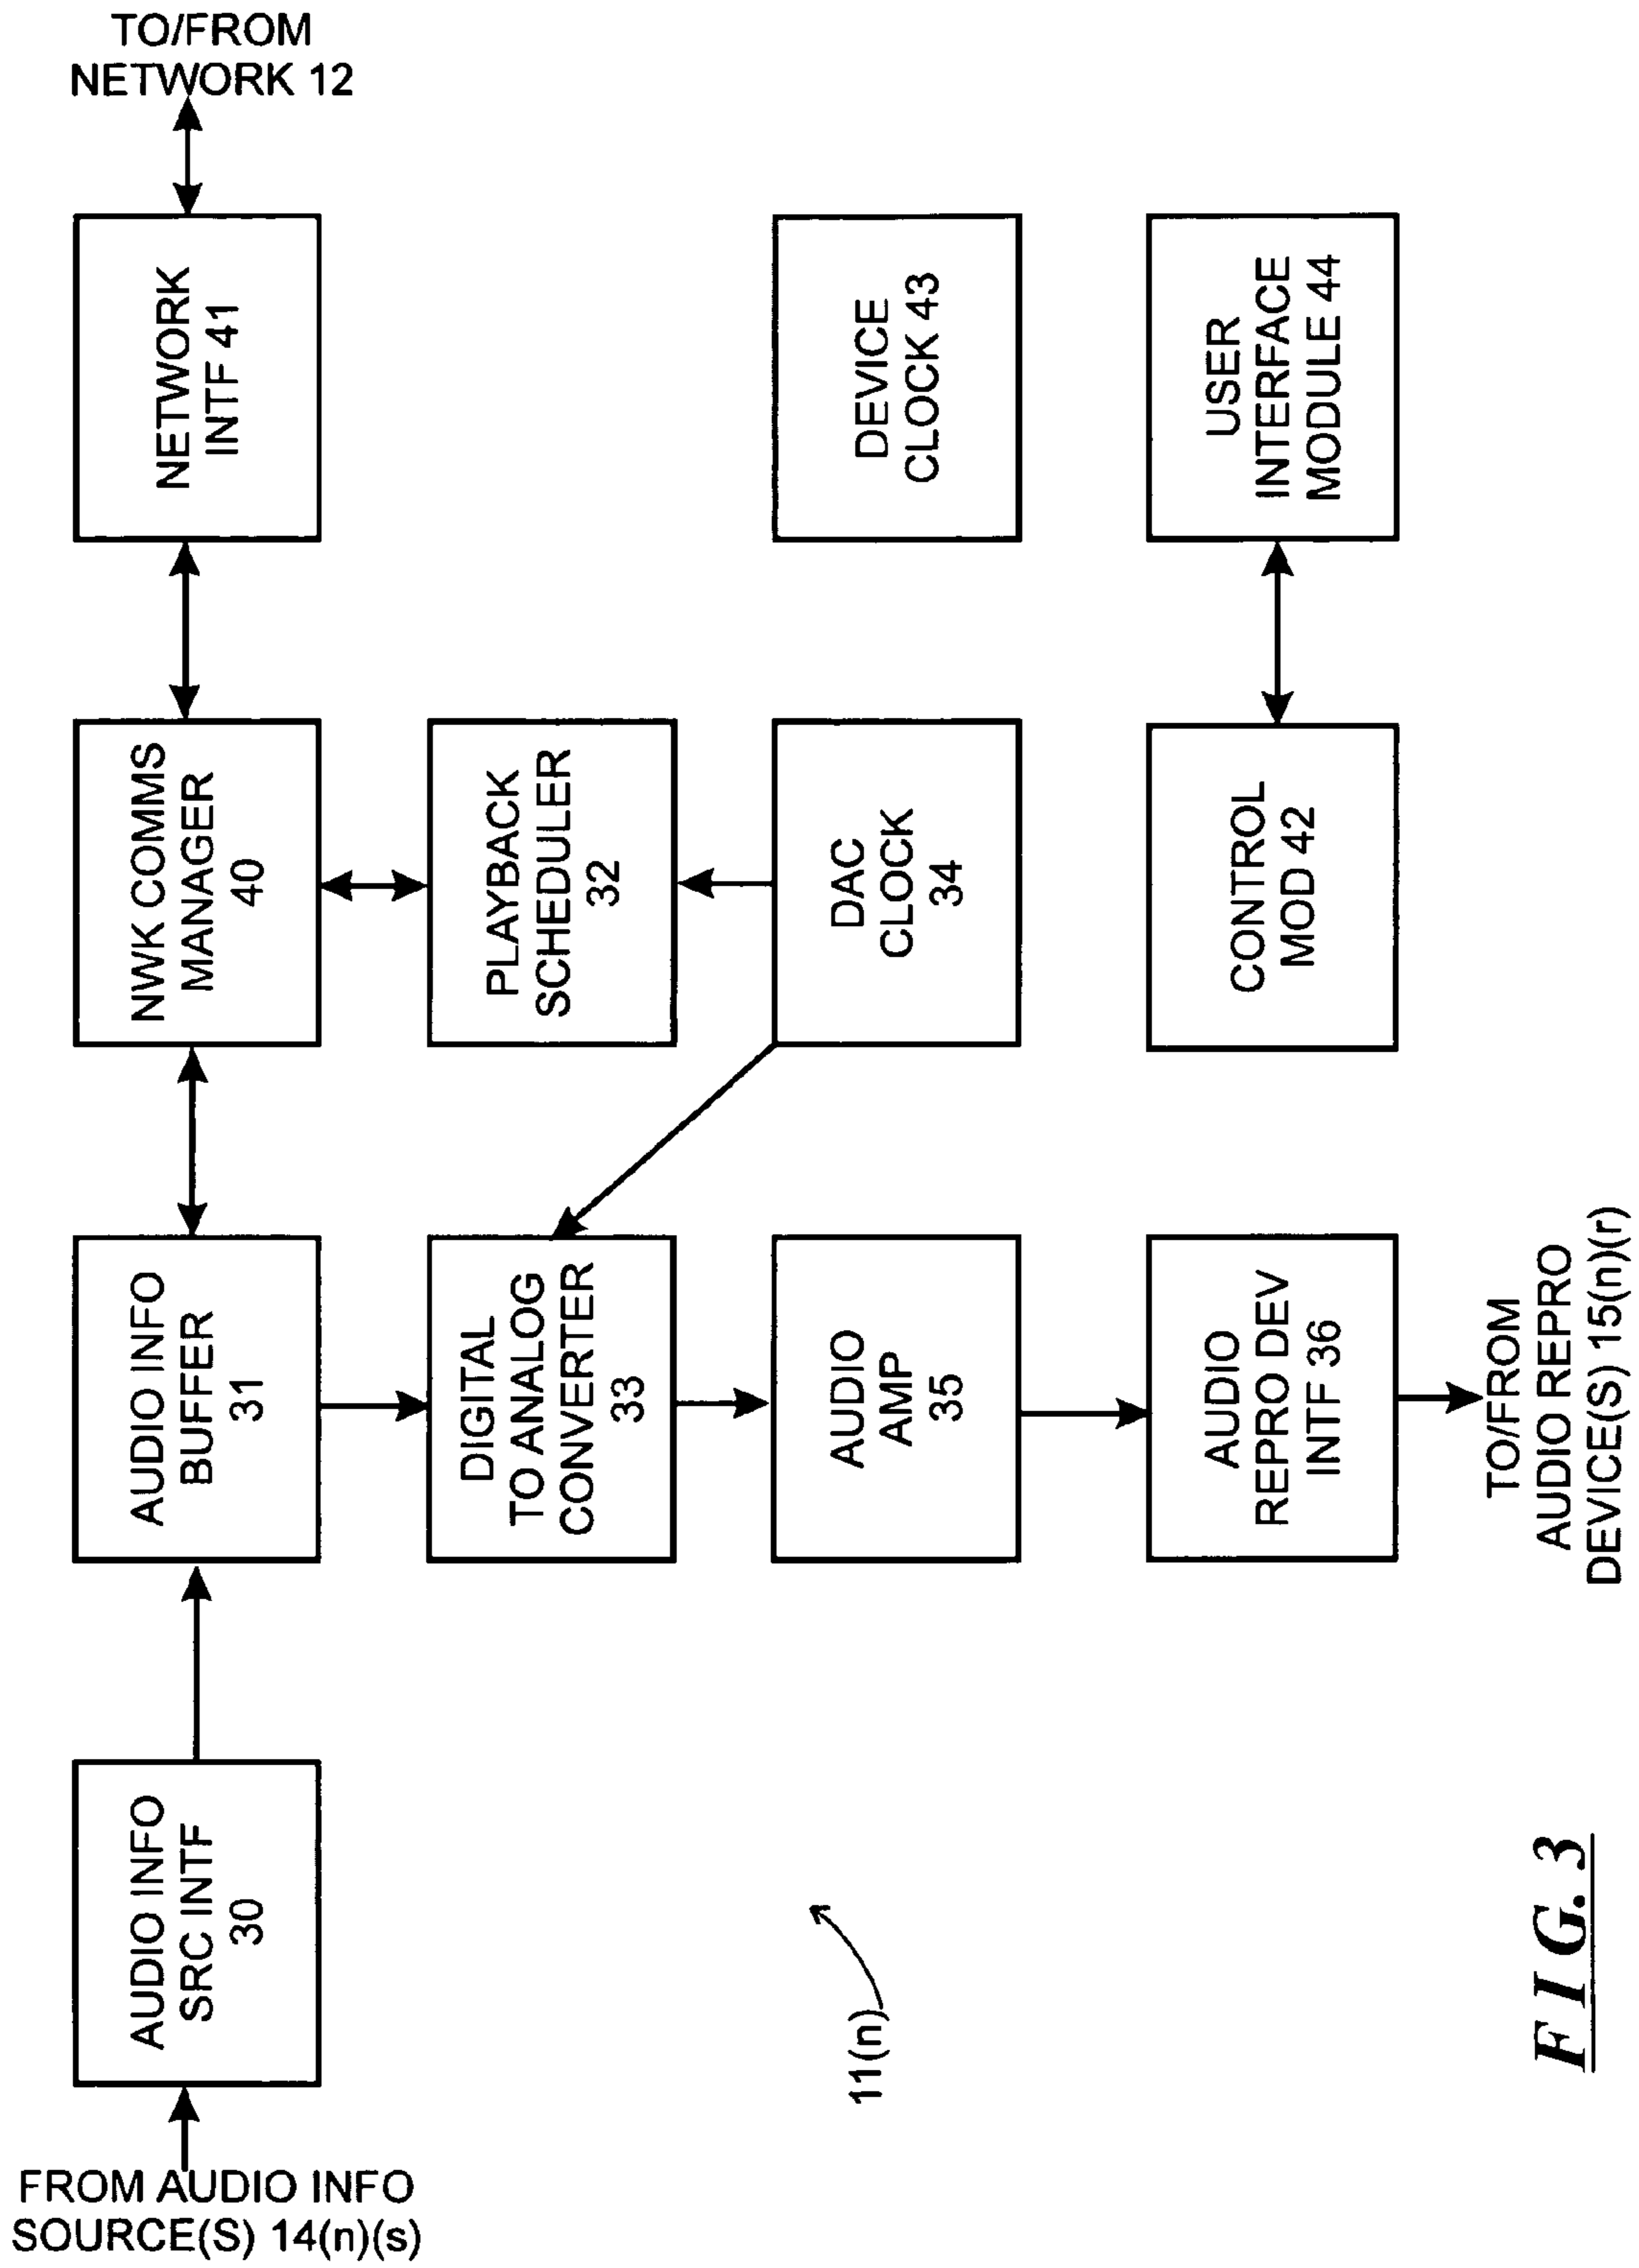 TO/FROM
NETWORK 12
FROM AUDIO INFO
SOURCE(S) 14(n)(s)
AUDIO INFO
SRC INTF
30
AUDIO INFO
BUFFER
31
NWK COMMS
MANAGER
40
NETWORK
INTF 41
DIGITAL
TO ANALOG
CONVERTER
33
PLAYBACK
SCHEDULER
32
AUDIO
AMP
35
DAC
CLOCK
34
DEVICE
CLOCK 43
AUDIO
REPRO DEV
INTF 36
CONTROL
MOD 42
USER
INTERFACE
MODULE 44
11(n)
TO/FROM
AUDIO REPRO
DEVICE(S) 15(n)(r)
FIG. 3